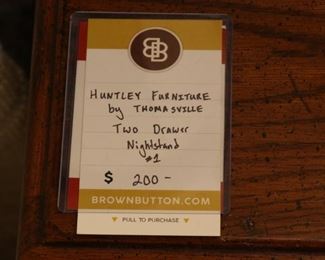 BB
HUNTLEY FURNITURE
by THOMASVILLE
TWO DRAWER
Nightstand
#1
$ 200-
BROWNBUTTON.COM
PULL TO PURCHASE